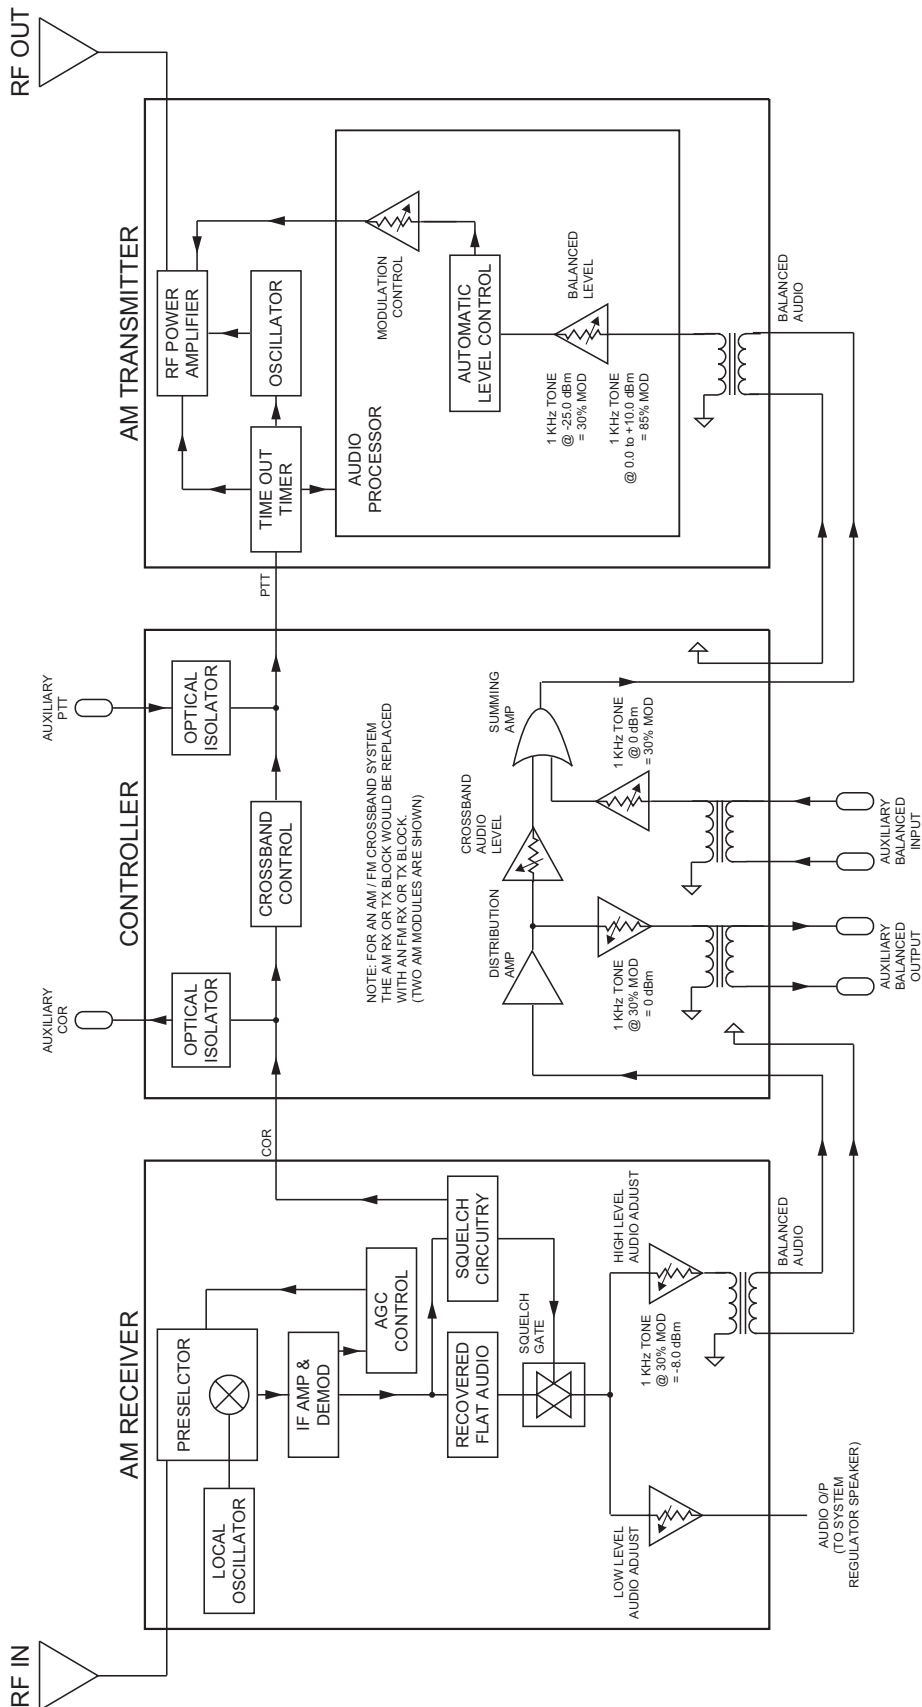 RF IN
RF OUT
AM RECEIVER
PRESELCTOR
LOCAL
OSCILLATOR
IF AMP &
DEMOD
AGC
CONTROL
RECOVERED
FLAT AUDIO
SQUELCH
CIRCUITRY
SQUELCH
GATE
LOW LEVEL
AUDIO ADJUST
HIGH LEVEL
AUDIO ADJUST
1 KHz TONE
@ 30% MOD
= -8.0 dBm
AUDIO O/P
(TO SYSTEM
REGULATOR SPEAKER)
BALANCED
AUDIO
COR
CONTROLLER
AUXILIARY
COR
OPTICAL
ISOLATOR
CROSSBAND
CONTROL
AUXILIARY
PTT
OPTICAL
ISOLATOR
NOTE: FOR AN AM / FM CROSSBAND SYSTEM
THE AM RX OR TX BLOCK WOULD BE REPLACED
WITH AN FM RX OR TX BLOCK.
(TWO AM MODULES ARE SHOWN)
DISTRIBUTION
AMP
CROSSBAND
AUDIO
LEVEL
SUMMING
AMP
1 KHz TONE
@ 30% MOD
= 0 dBm
1 KHz TONE
@ 0 dBm
= 30% MOD
AUXILIARY
BALANCED
OUTPUT
AUXILIARY
BALANCED
INPUT
PTT
AM TRANSMITTER
RF POWER
AMPLIFIER
TIME OUT
TIMER
OSCILLATOR
AUDIO
PROCESSOR
MODULATION
CONTROL
AUTOMATIC
LEVEL CONTROL
BALANCED
LEVEL
1 KHz TONE
@ -25.0 dBm
= 30% MOD
1 KHz TONE
@ 0.0 to +10.0 dBm
= 85% MOD
BALANCED
AUDIO